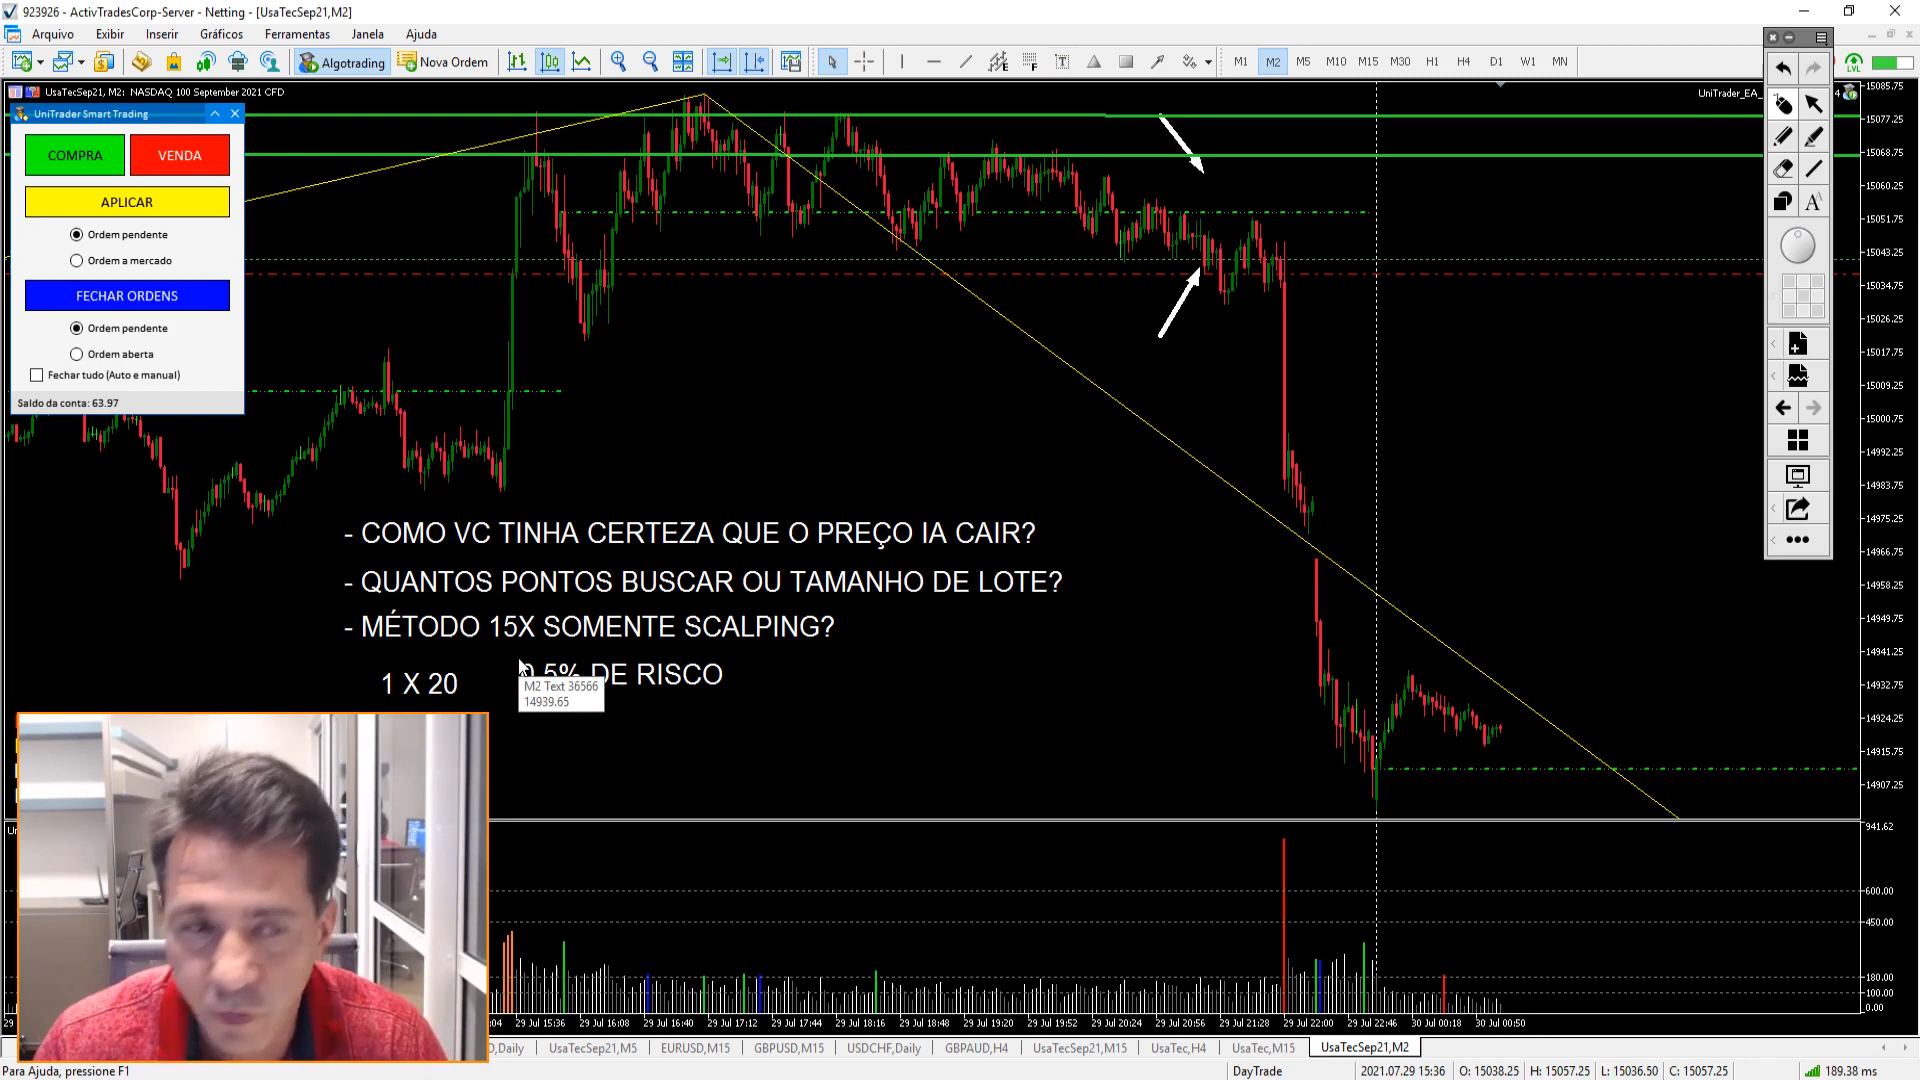 923926 - ActivTradesCorp-Server - Netting - [UsaTecSep21,M2]
Arquivo Exibir Inserir Gráficos Ferramentas Janela Ajuda
Algotrading Nova Ordem M1 M2 M5 M10 M15 M30 H1 H4 D1 W1 MN
LVL
UsaTecSep21, M2: NASDAQ 100 September 2021 CFD
UniTrader_EA_ 4
UniTrader Smart Trading
COMPRA VENDA
APLICAR
Ordem pendente
Ordem a mercado
FECHAR ORDENS
Ordem pendente
Ordem aberta
Fechar tudo (Auto e manual)
Saldo da conta: 63.97
- COMO VC TINHA CERTEZA QUE O PREÇO IA CAIR?
- QUANTOS PONTOS BUSCAR OU TAMANHO DE LOTE?
- MÉTODO 15X SOMENTE SCALPING?
1 X 20
0.5% DE RISCO
M2 Text 36566
14939.65
15085.75
15077.25
15068.75
15060.25
15051.75
15043.25
15034.75
15026.25
15017.75
15009.25
15000.75
14992.25
14983.75
14975.25
14966.75
14958.25
14949.75
14941.25
14932.75
14924.25
14915.75
14907.25
941.62
600.00
450.00
180.00
100.00
0.00
29 Jul 15:36 29 Jul 16:08 29 Jul 16:40 29 Jul 17:12 29 Jul 17:44 29 Jul 18:16 29 Jul 18:48 29 Jul 19:20 29 Jul 19:52 29 Jul 20:24 29 Jul 20:56 29 Jul 21:28 29 Jul 22:00 29 Jul 22:46 30 Jul 00:18 30 Jul 00:50
,Daily UsaTecSep21,M5 EURUSD,M15 GBPUSD,M15 USDCHF,Daily GBPAUD,H4 UsaTecSep21,M15 UsaTec,H4 UsaTec,M15 UsaTecSep21,M2
Para Ajuda, pressione F1 DayTrade 2021.07.29 15:36 O: 15038.25 H: 15057.25 L: 15036.50 C: 15057.25 189.38 ms